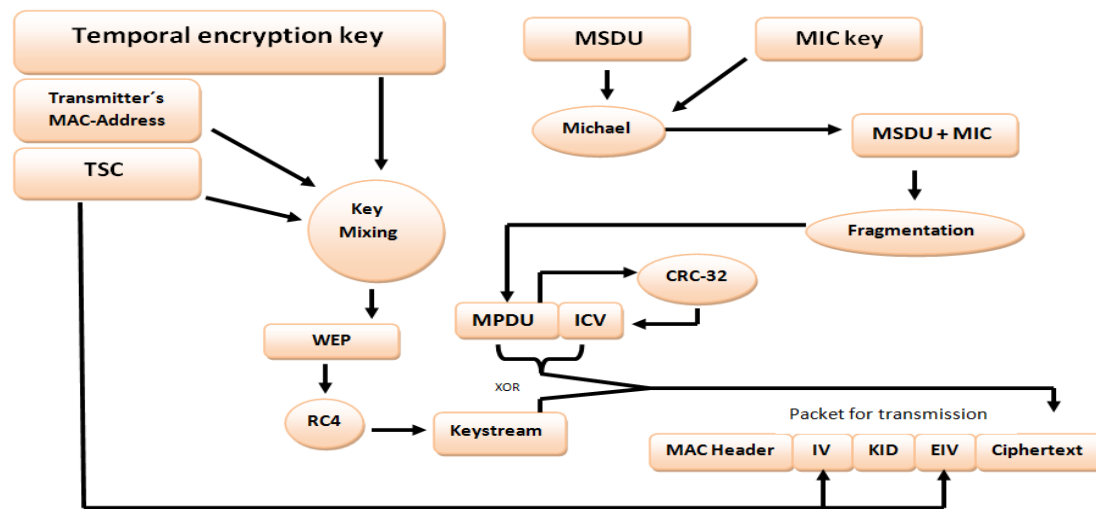 Temporal encryption key
MSDU
MIC key
Transmitter´s
MAC-Address
Michael
MSDU + MIC
TSC
Key
Mixing
Fragmentation
CRC-32
MPDU
ICV
WEP
XOR
RC4
Keystream
Packet for transmission
MAC Header
IV
KID
EIV
Ciphertext